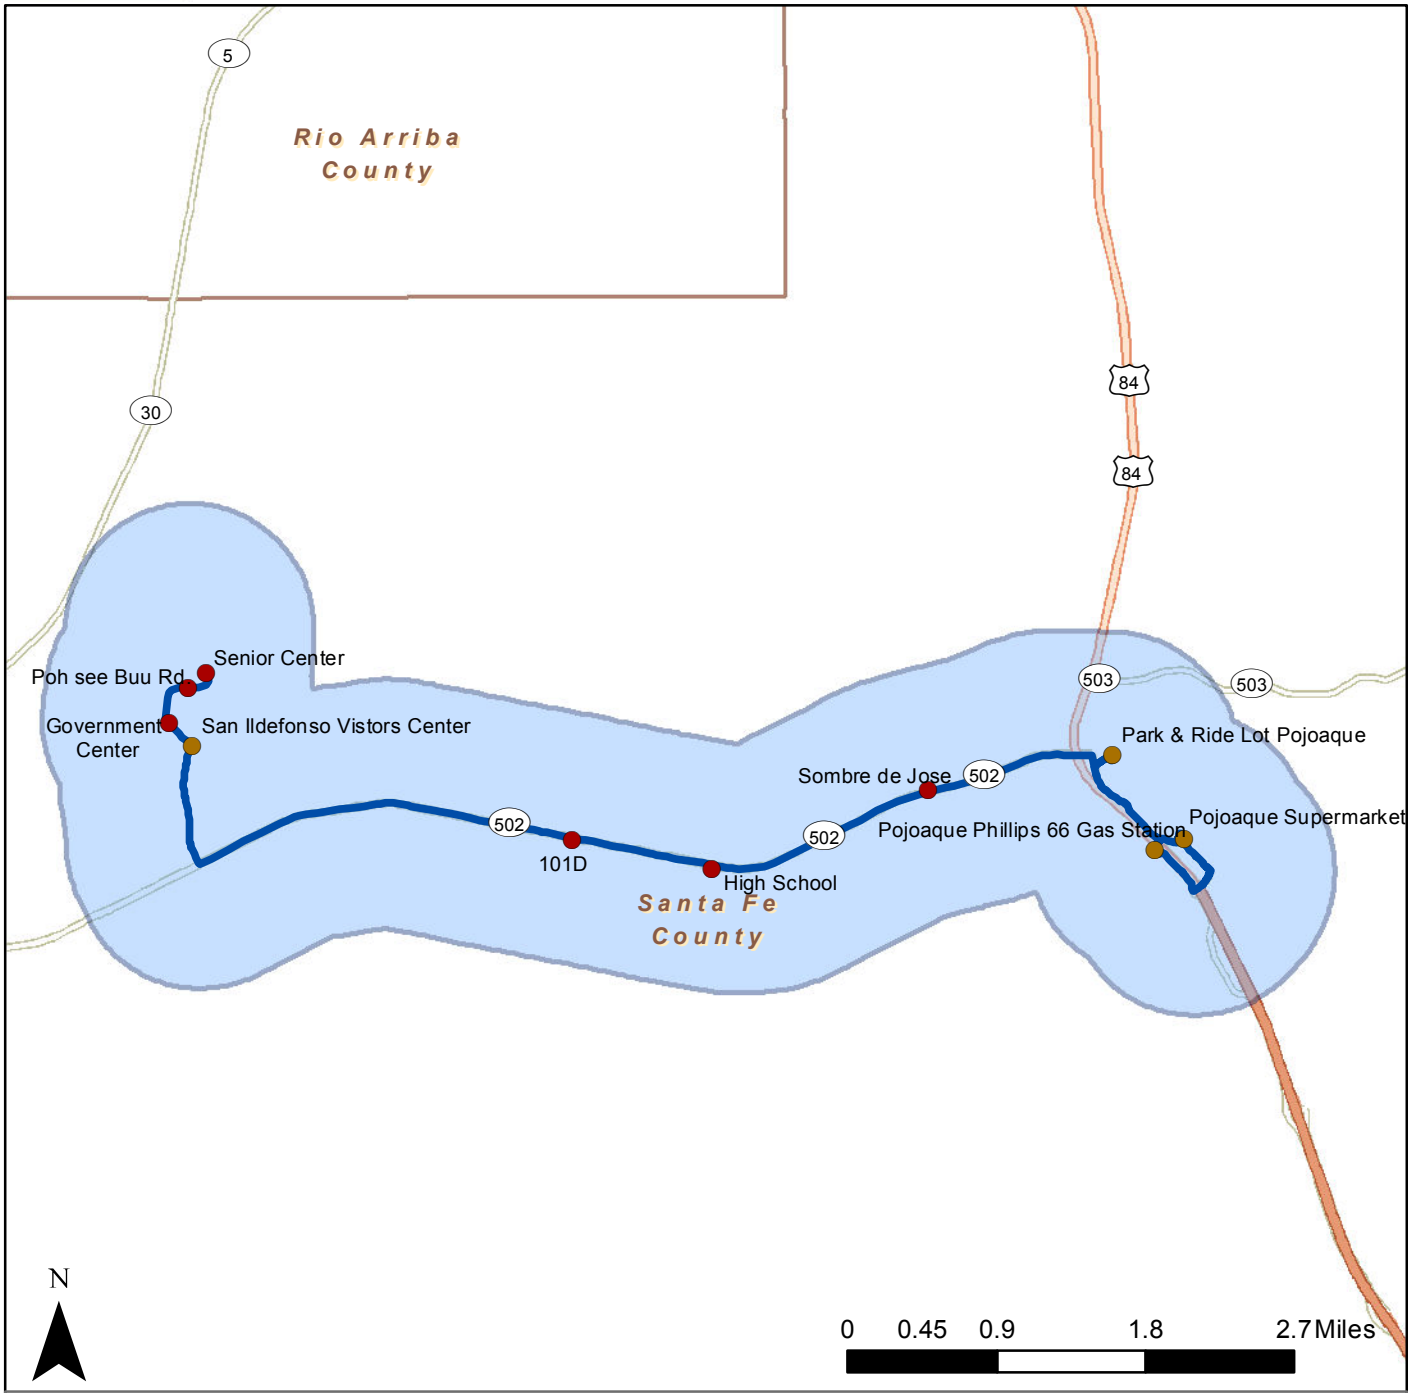 5
Rio Arriba
County
84
30
84
Senior Center
Poh see Buu Rd.
503
503
Government
Center
San Ildefonso Vistors Center
Park & Ride Lot Pojoaque
Sombre de Jose
502
502
502
Pojoaque Supermarket
Pojoaque Phillips 66 Gas Station
101D
High School
Santa Fe
County
N
0 0.45 0.9 1.8 2.7 Miles